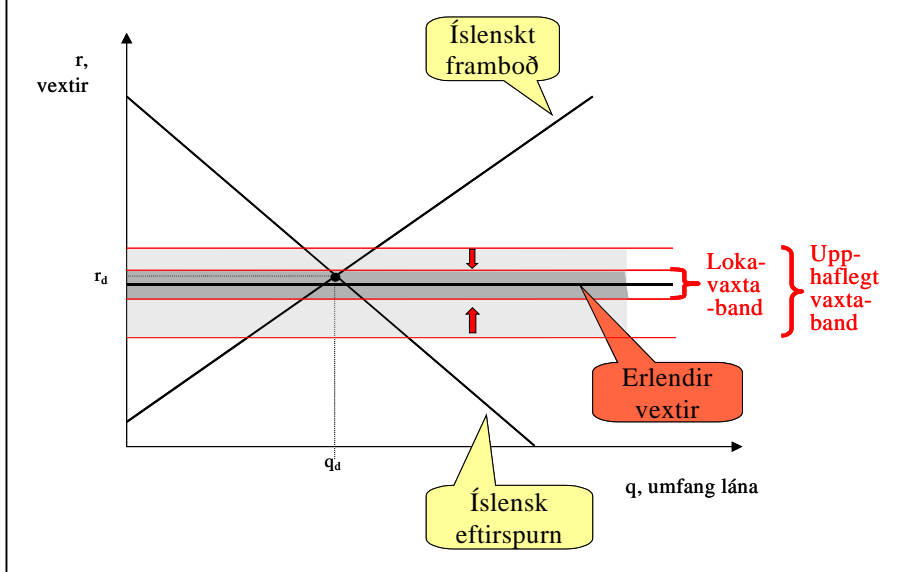 Íslenskt
framboð
r,
vextir
r_d
Loka-
vaxta
-band
Upp-
haflegt
vaxta-
band
Erlendir
vextir
q_d
q, umfang lána
Íslensk
eftirspurn